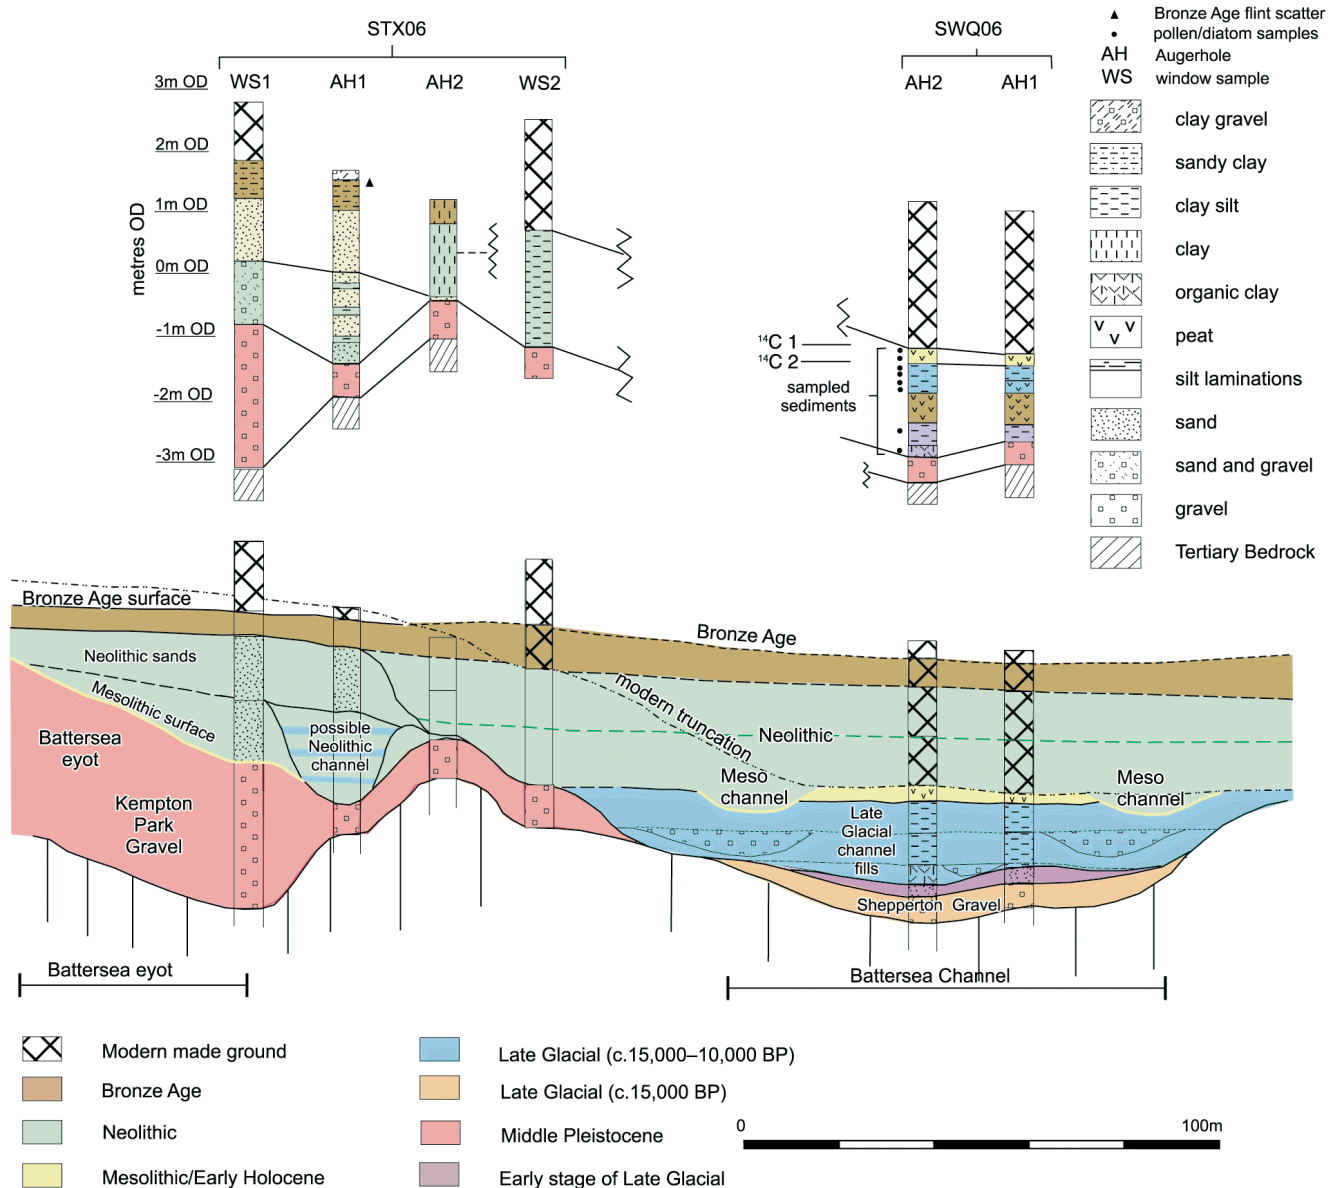 STX06
SWQ06
WS1
AH1
AH2
WS2
AH2
AH1
Bronze Age flint scatter
pollen/diatom samples
AH Augerhole
WS window sample
clay gravel
sandy clay
clay silt
clay
organic clay
peat
silt laminations
sand
sand and gravel
gravel
Tertiary Bedrock
metres OD
3m OD
2m OD
1m OD
0m OD
-1m OD
-2m OD
-3m OD
¹⁴C 1
¹⁴C 2
sampled
sediments
Bronze Age surface
Neolithic sands
Mesolithic surface
Battersea
eyot
Kempton
Park
Gravel
possible
Neolithic
channel
Bronze Age
modern truncation
Neolithic
Meso
channel
Meso
channel
Late
Glacial
channel
fills
Shepperton Gravel
Battersea eyot
Battersea Channel
Modern made ground
Bronze Age
Neolithic
Mesolithic/Early Holocene
Late Glacial (c.15,000–10,000 BP)
Late Glacial (c.15,000 BP)
Middle Pleistocene
Early stage of Late Glacial
0 100m